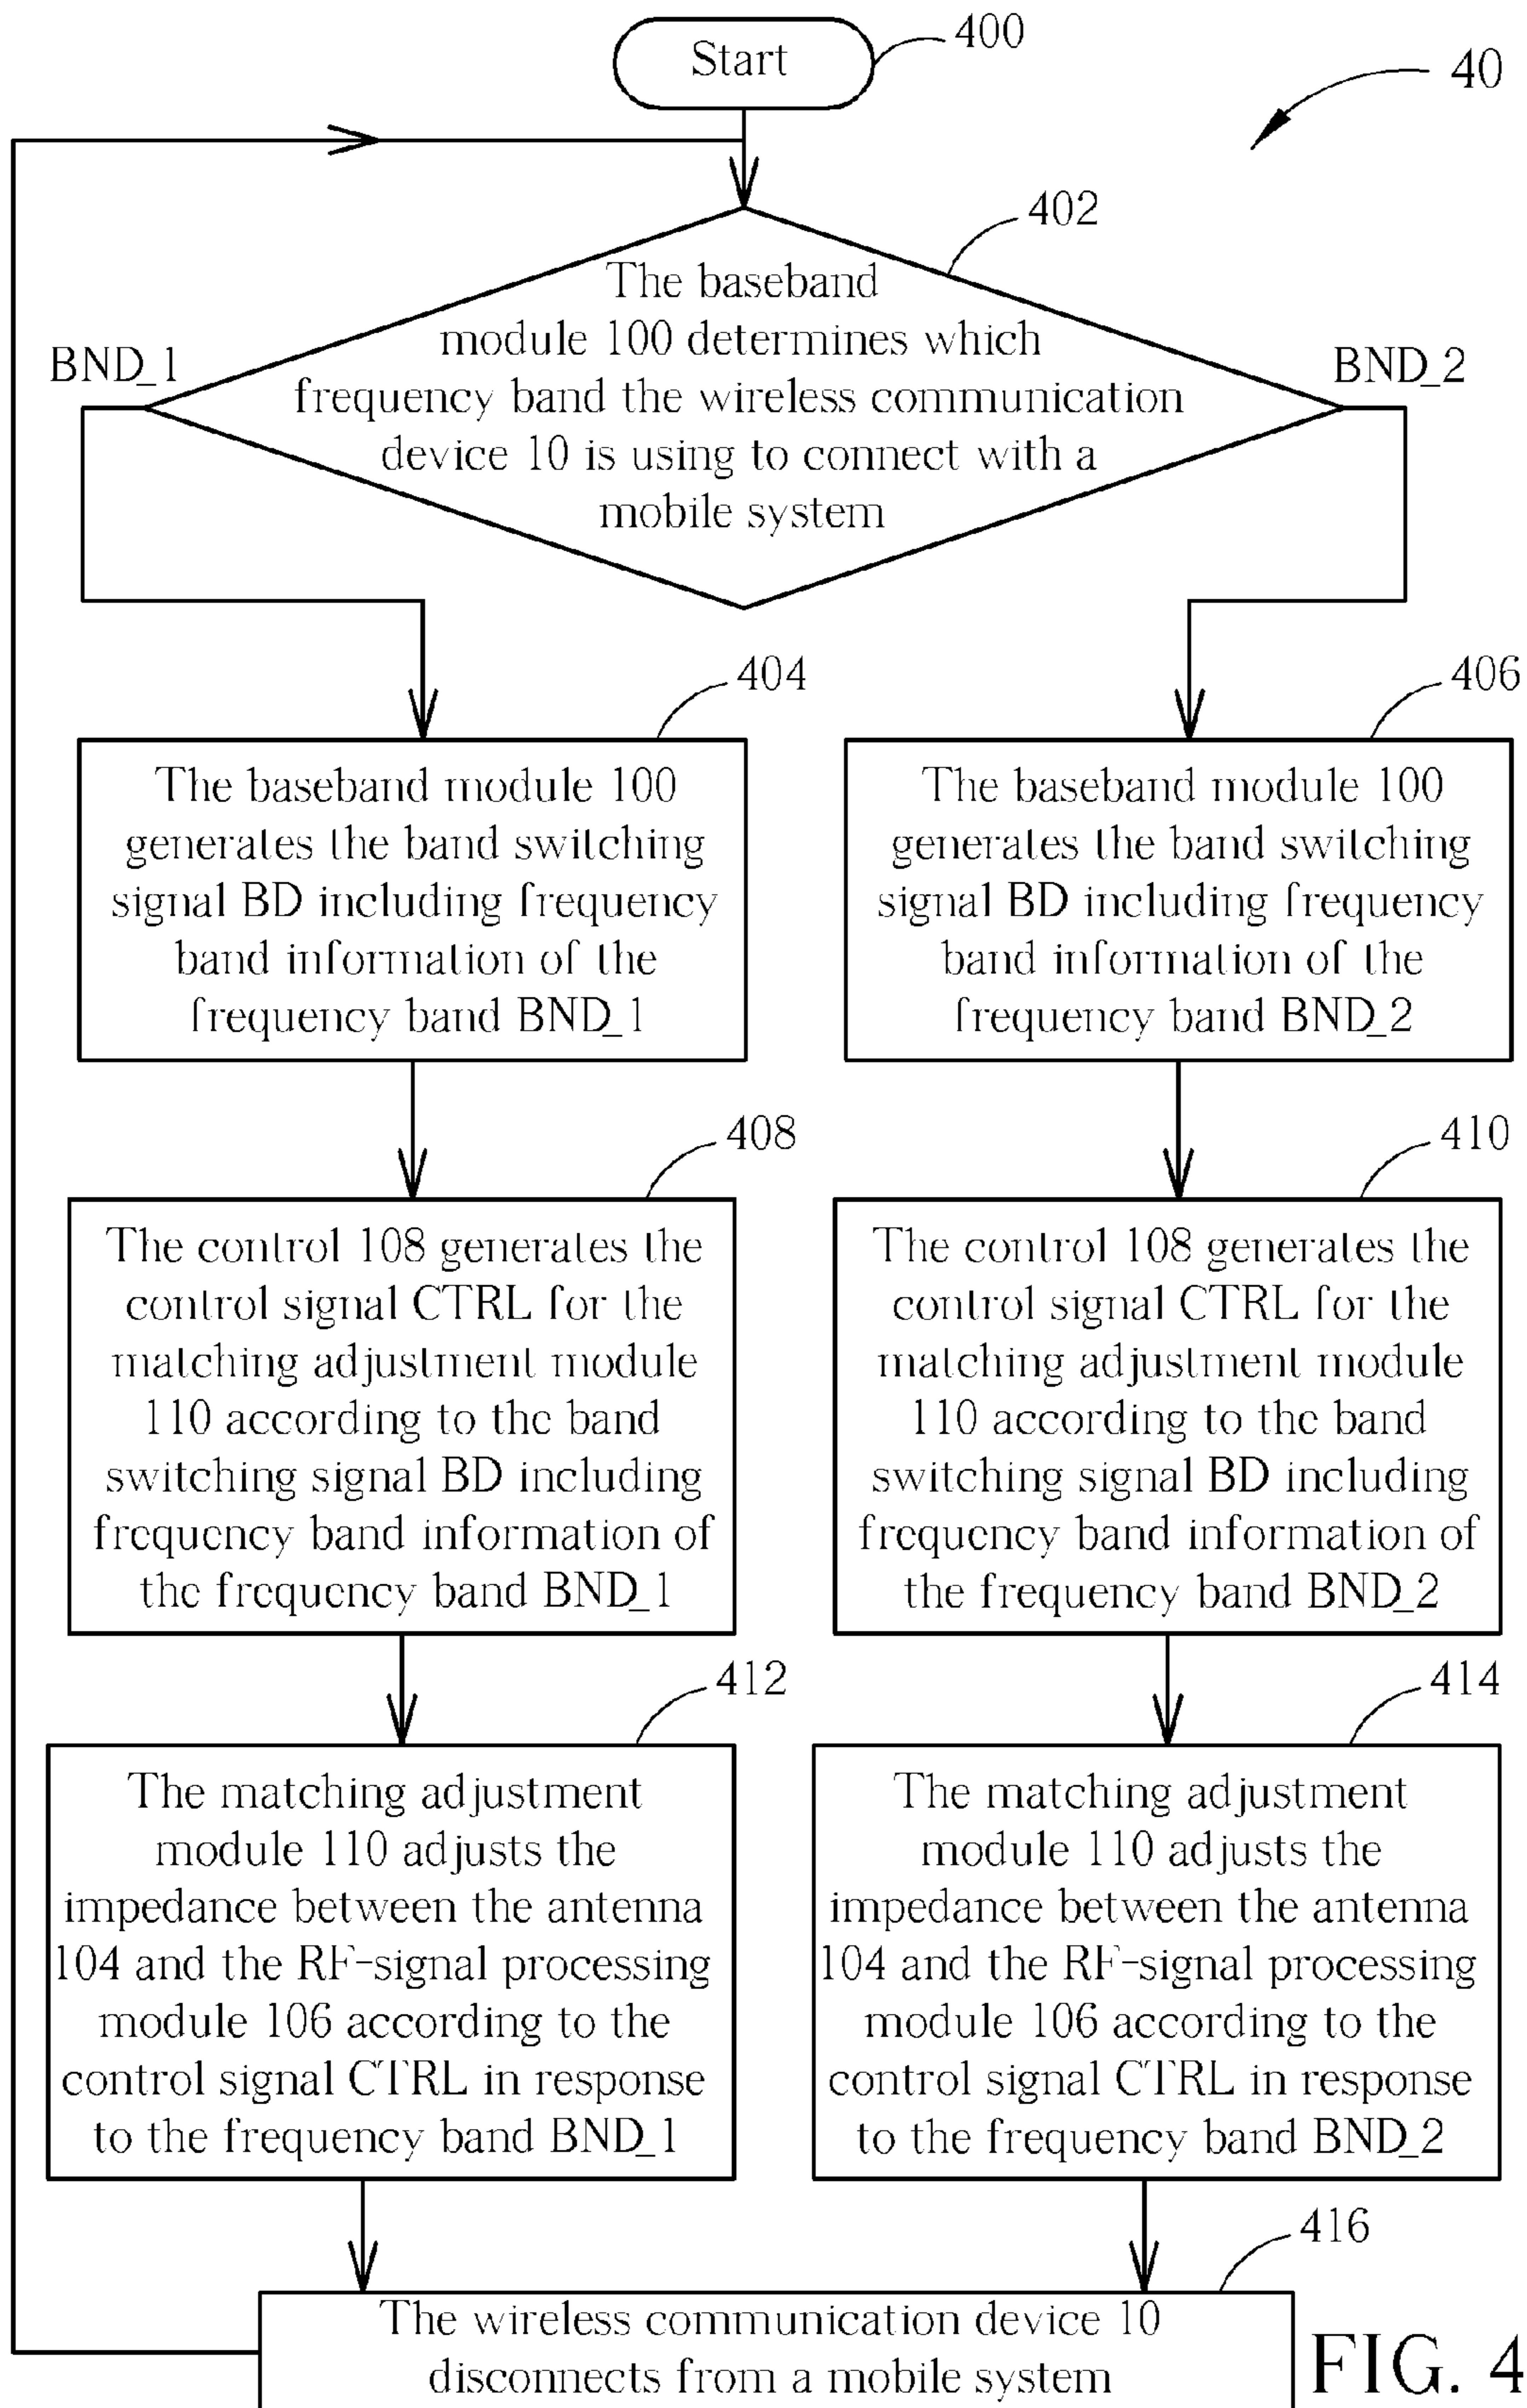 Start
400
40
402
The baseband
module 100 determines which
frequency band the wireless communication
device 10 is using to connect with a
mobile system
BND_1
BND_2
404
The baseband module 100
generates the band switching
signal BD including frequency
band information of the
frequency band BND_1
406
The baseband module 100
generates the band switching
signal BD including frequency
band information of the
frequency band BND_2
408
The control 108 generates the
control signal CTRL for the
matching adjustment module
110 according to the band
switching signal BD including
frequency band information of
the frequency band BND_1
410
The control 108 generates the
control signal CTRL for the
matching adjustment module
110 according to the band
switching signal BD including
frequency band information of
the frequency band BND_2
412
The matching adjustment
module 110 adjusts the
impedance between the antenna
104 and the RF-signal processing
module 106 according to the
control signal CTRL in response
to the frequency band BND_1
414
The matching adjustment
module 110 adjusts the
impedance between the antenna
104 and the RF-signal processing
module 106 according to the
control signal CTRL in response
to the frequency band BND_2
416
The wireless communication device 10
disconnects from a mobile system
FIG. 4